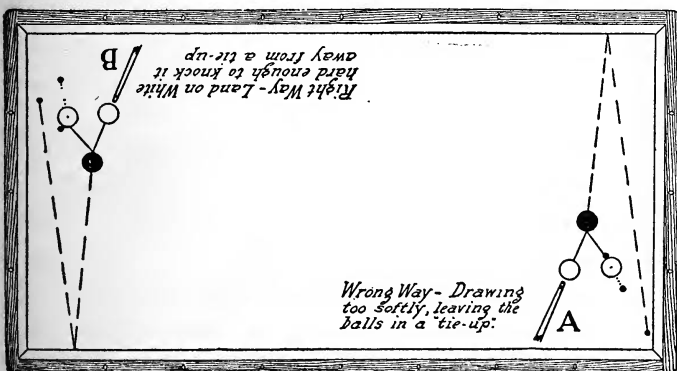 B
Right Way - Land on White
hard enough to knock it
away from a tie-up
Wrong Way - Drawing
too softly, leaving the
balls in a "tie-up".
A